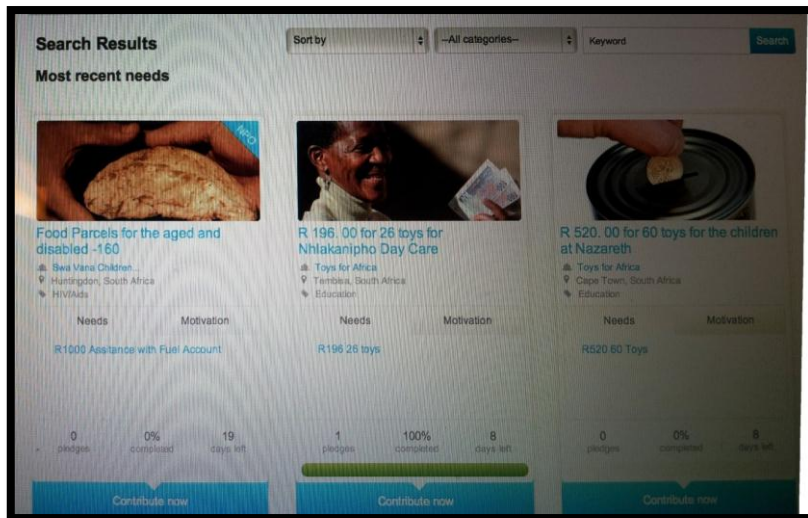 Search Results
Sort by
--All categories--
Keyword
Search
Most recent needs
NPO
Food Parcels for the aged and
disabled -160
Swa Vana Children...
Huntingdon, South Africa
HIV/Aids
Needs Motivation
R1000 Assitance with Fuel Account
0 0% 19
pledges completed days left
Contribute now
R 196. 00 for 26 toys for
Nhlakanipho Day Care
Toys for Africa
Tembisa, South Africa
Education
Needs Motivation
R196 26 toys
1 100% 8
pledges completed days left
Contribute now
R 520. 00 for 60 toys for the children
at Nazareth
Toys for Africa
Cape Town, South Africa
Education
Needs Motivation
R520 60 Toys
0 0% 8
pledges completed days left
Contribute now